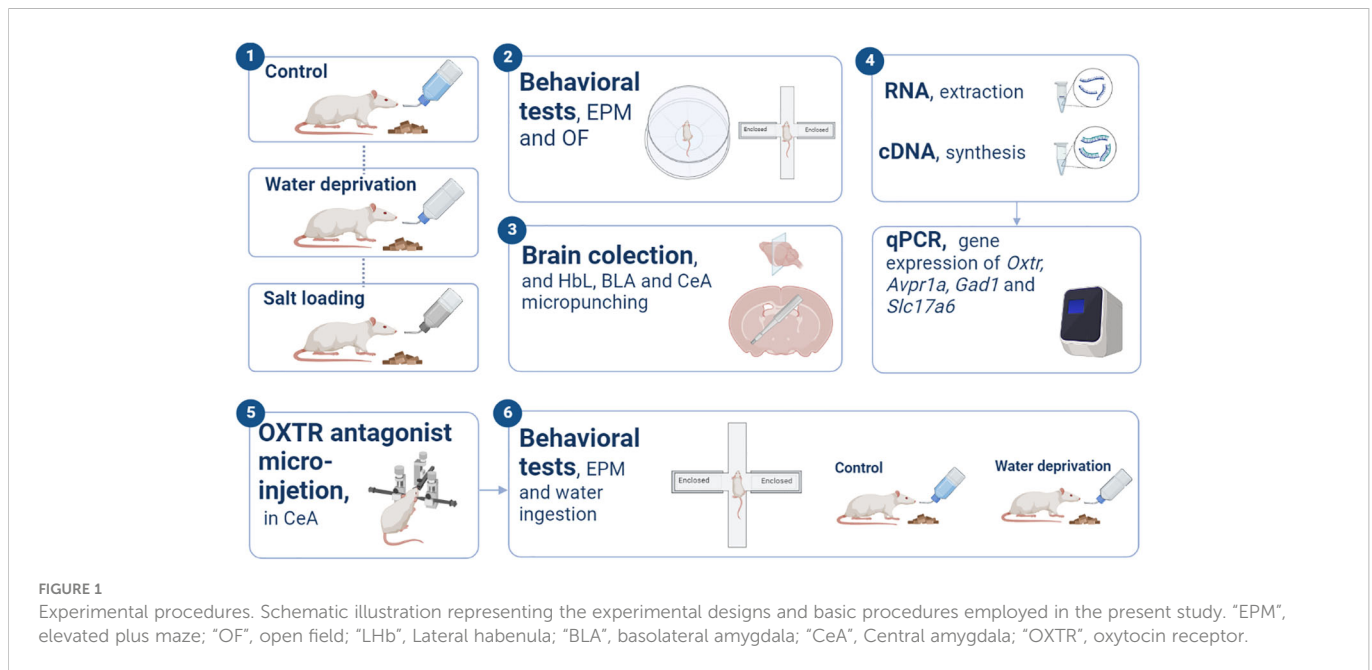 1
Control
Water deprivation
Salt loading
2
Behavioral
tests, EPM
and OF
Enclosed
Enclosed
3
Brain colection,
and HbL, BLA and CeA
micropunching
4
RNA, extraction
cDNA, synthesis
qPCR, gene
expression of Oxtr,
Avpr1a, Gad1 and
Slc17a6
5
OXTR antagonist
micro-
injetion,
in CeA
6
Behavioral
tests, EPM
and water
ingestion
Enclosed
Enclosed
Control
Water deprivation
FIGURE 1
Experimental procedures. Schematic illustration representing the experimental designs and basic procedures employed in the present study. "EPM",
elevated plus maze; "OF", open field; "LHb", Lateral habenula; "BLA", basolateral amygdala; "CeA", Central amygdala; "OXTR", oxytocin receptor.